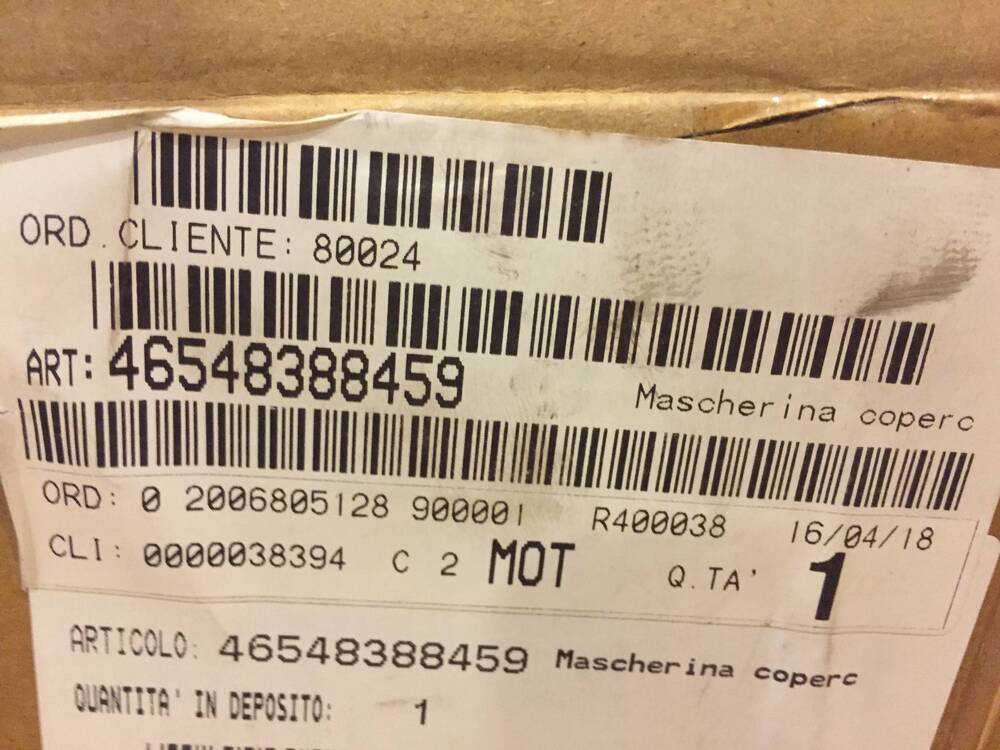 ORD.CLIENTE: 80024
ART: 46548388459 Mascherina coperc
ORD: 0 2006805128 900001 R400038 16/04/18
CLI: 0000038394 C 2 MOT Q.TA' 1
ARTICOLO: 46548388459 Mascherina coperc
QUANTITA' IN DEPOSITO: 1